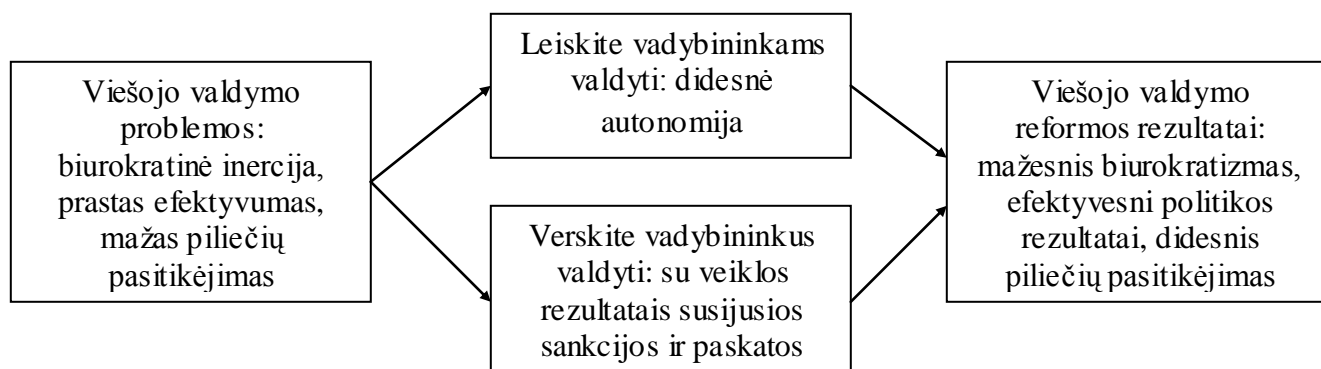 Viešojo valdymo
problemos:
biurokratinė inercija,
prastas efektyvumas,
mažas piliečių
pasitikėjimas
Leiskite vadybininkams
valdyti: didesnė
autonomija
Verskite vadybininkus
valdyti: su veiklos
rezultatais susijusios
sankcijos ir paskatos
Viešojo valdymo
reformos rezultatai:
mažesnis biurokratizmas,
efektyvesni politikos
rezultatai, didesnis
piliečių pasitikėjimas